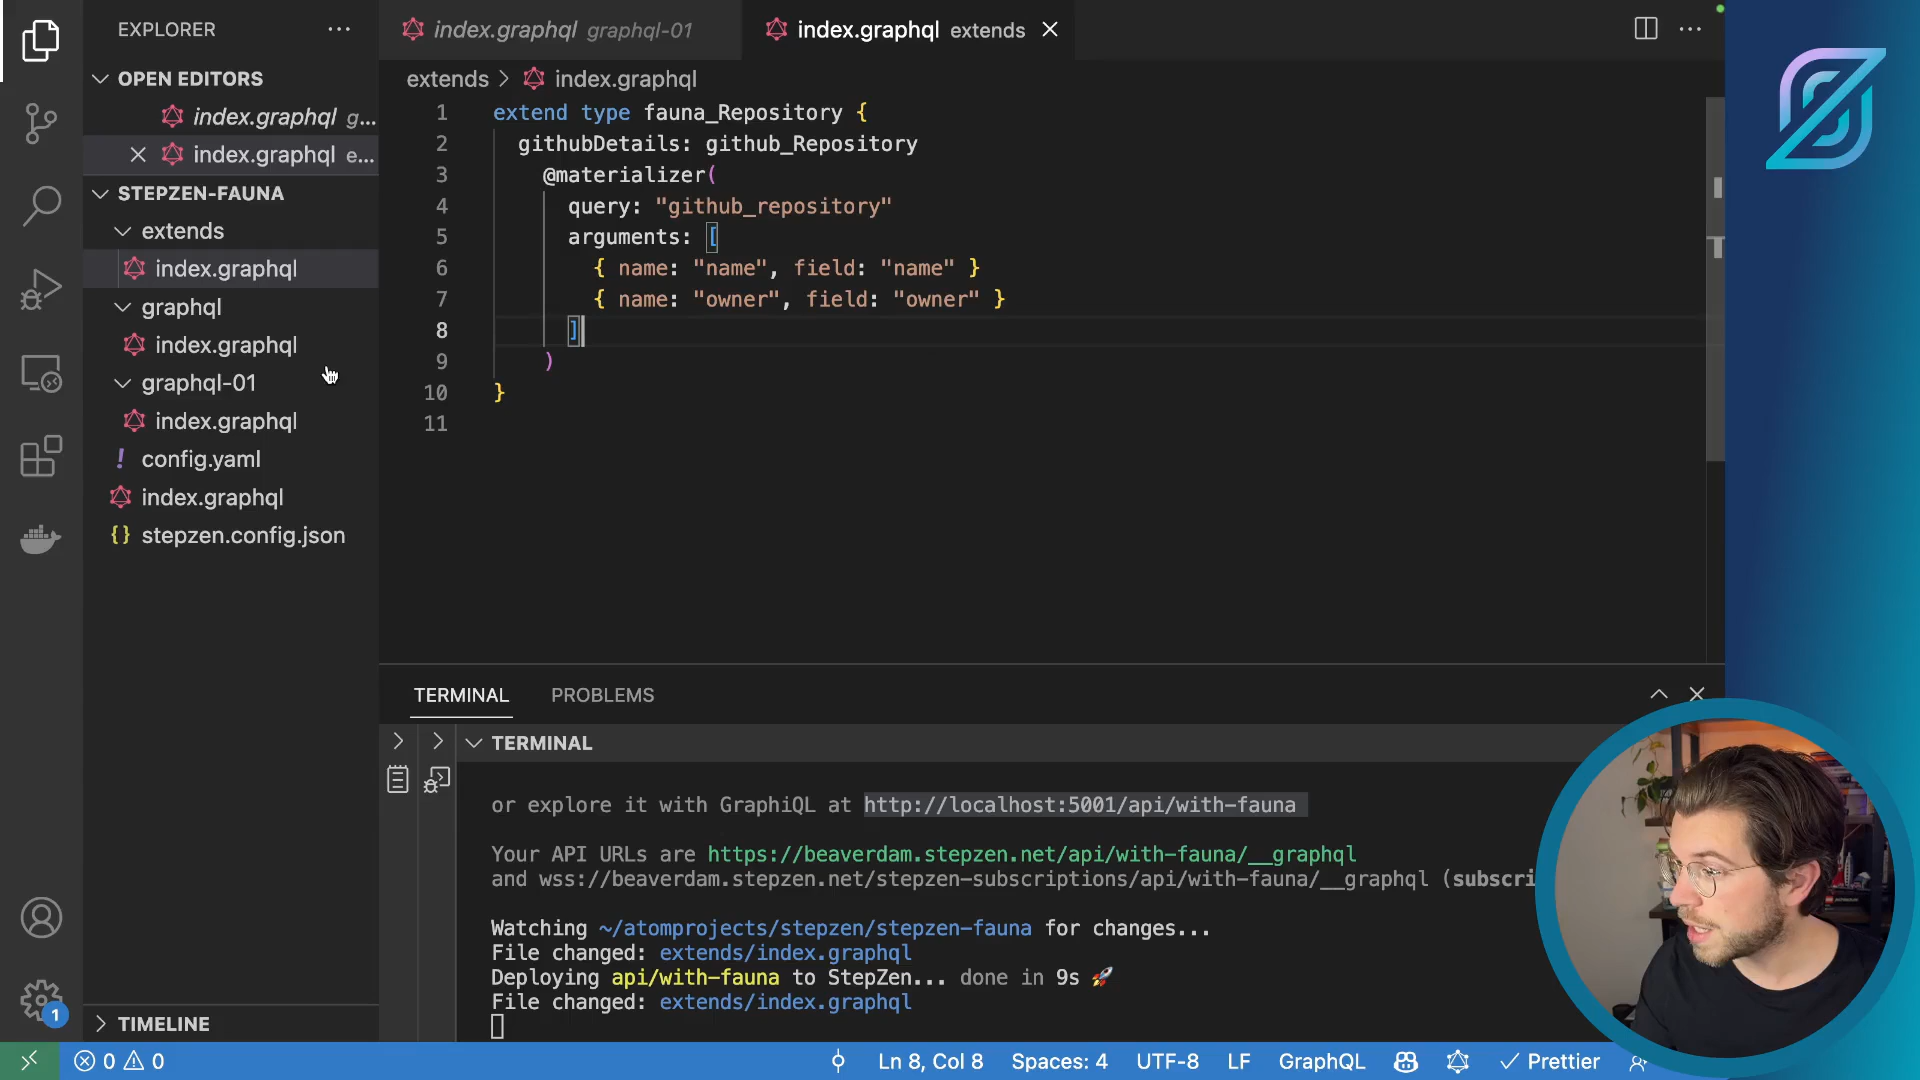 EXPLORER
OPEN EDITORS
index.graphql g...
index.graphql e...
STEPZEN-FAUNA
extends
index.graphql
graphql
index.graphql
graphql-01
index.graphql
config.yaml
index.graphql
stepzen.config.json
TIMELINE
index.graphql graphql-01
index.graphql extends
extends > index.graphql
1 extend type fauna_Repository {
2 githubDetails: github_Repository
3 @materializer(
4 query: "github_repository"
5 arguments: [
6 { name: "name", field: "name" }
7 { name: "owner", field: "owner" }
8 ]
9 )
10 }
11
TERMINAL PROBLEMS
TERMINAL
or explore it with GraphiQL at http://localhost:5001/api/with-fauna
Your API URLs are https://beaverdam.stepzen.net/api/with-fauna/__graphql
and wss://beaverdam.stepzen.net/stepzen-subscriptions/api/with-fauna/__graphql (subscri
Watching ~/atomprojects/stepzen/stepzen-fauna for changes...
File changed: extends/index.graphql
Deploying api/with-fauna to StepZen... done in 9s 🚀
File changed: extends/index.graphql
1
0 0 Ln 8, Col 8 Spaces: 4 UTF-8 LF GraphQL Prettier